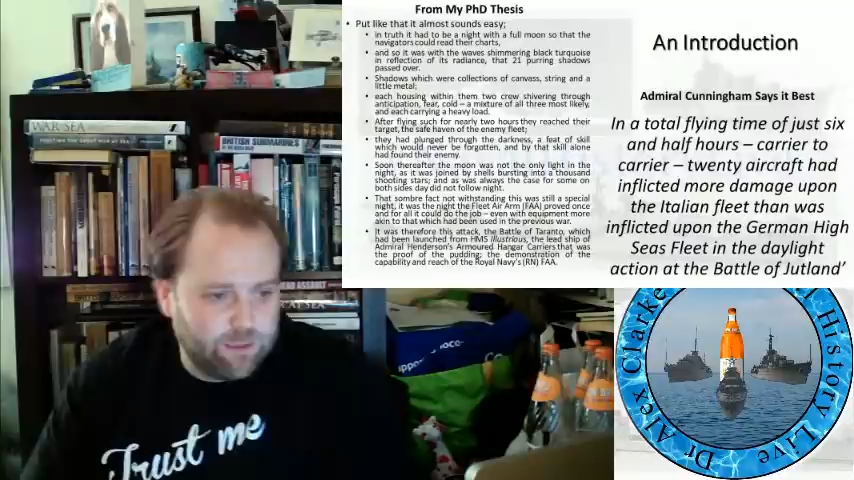 From My PhD Thesis
• Put like that it almost sounds easy;
• in truth it had to be a night with a full moon so that the
navigators could read their charts,
• and so it was with the waves shimmering black turquoise
in reflection of its radiance, that 21 purring shadows
passed over.
• Shadows which were collections of canvass, string and a
little metal;
• each housing within them two crew shivering through
anticipation, fear, cold – a mixture of all three most likely,
and each carrying a heavy load.
• After flying such for nearly two hours they reached their
target, the safe haven of the enemy fleet;
• they had plunged through the darkness, a feat of skill
which would never be forgotten, and by that skill alone
had found their enemy.
• Soon thereafter the moon was not the only light in the
night, as it was joined by shells bursting into a thousand
shooting stars; and as was always the case for some on
both sides day did not follow night.
• That sombre fact not withstanding this was still a special
night, it was the night the Fleet Air Arm (FAA) proved once
and for all it could do the job – even with equipment more
akin to that which had been used in the previous war.
• It was therefore this attack, the Battle of Taranto, which
had been launched from HMS Illustrious, the lead ship of
Admiral Henderson's Armoured Hangar Carriers that was
the proof of the pudding; the demonstration of the
capability and reach of the Royal Navy's (RN) FAA.
An Introduction
Admiral Cunningham Says it Best
In a total flying time of just six
and half hours – carrier to
carrier – twenty aircraft had
inflicted more damage upon
the Italian fleet than was
inflicted upon the German High
Seas Fleet in the daylight
action at the Battle of Jutland'
WAR AT SEA
BRITISH SUBMARINES
DEAD ASSAULT
AT SEA
Trust me
Dr Alex Clarke
History Live